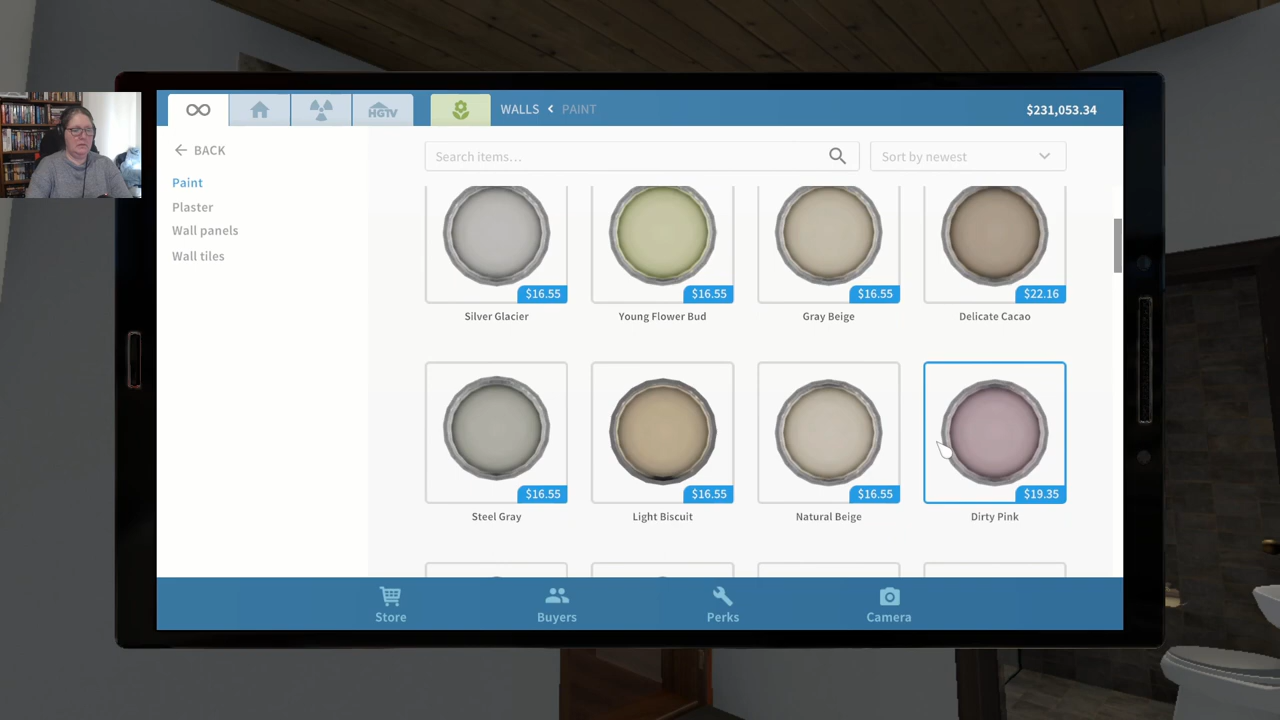 HGTV
WALLS < PAINT
$231,053.34
BACK
Search items...
Sort by newest
Paint
Plaster
Wall panels
Wall tiles
$16.55
$16.55
$16.55
$22.16
Silver Glacier
Young Flower Bud
Gray Beige
Delicate Cacao
$16.55
$16.55
$16.55
$19.35
Steel Gray
Light Biscuit
Natural Beige
Dirty Pink
Store
Buyers
Perks
Camera